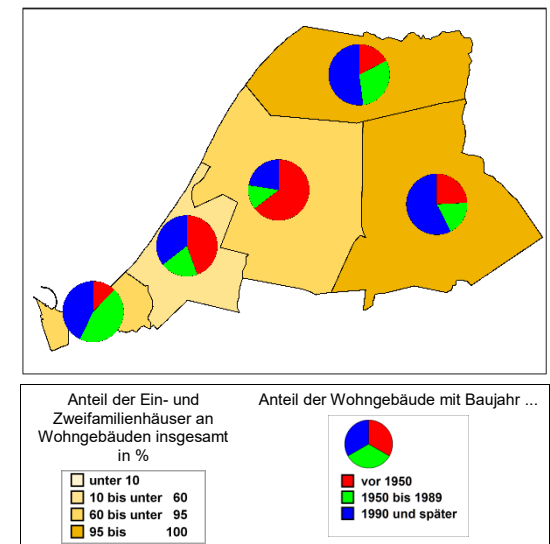 Anteil der Ein- und
Zweifamilienhäuser an
Wohngebäuden insgesamt
in %
unter 10
10 bis unter 60
60 bis unter 95
95 bis 100
Anteil der Wohngebäude mit Baujahr ...
vor 1950
1950 bis 1989
1990 und später